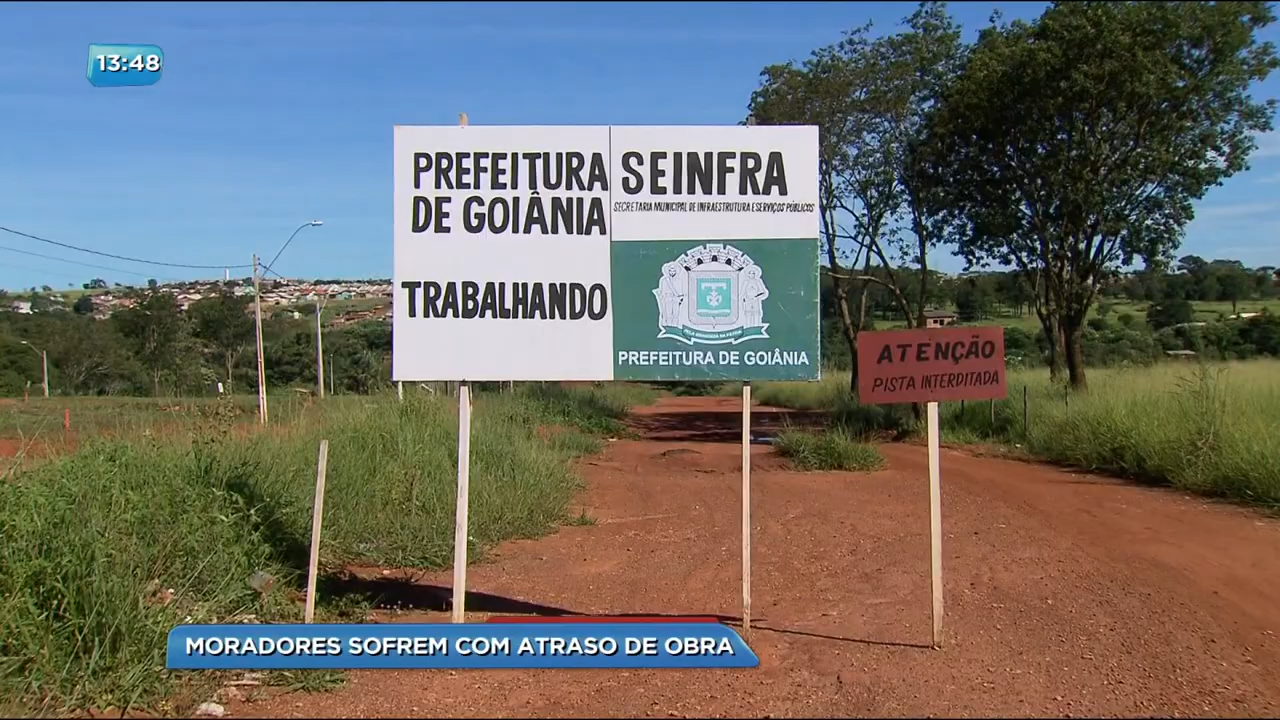 13:48
PREFEITURA
DE GOIÂNIA
TRABALHANDO
SEINFRA
SECRETARIA MUNICIPAL DE INFRAESTRUTURA E SERVIÇOS PÚBLICOS
PREFEITURA DE GOIÂNIA
ATENÇÃO
PISTA INTERDITADA
MORADORES SOFREM COM ATRASO DE OBRA